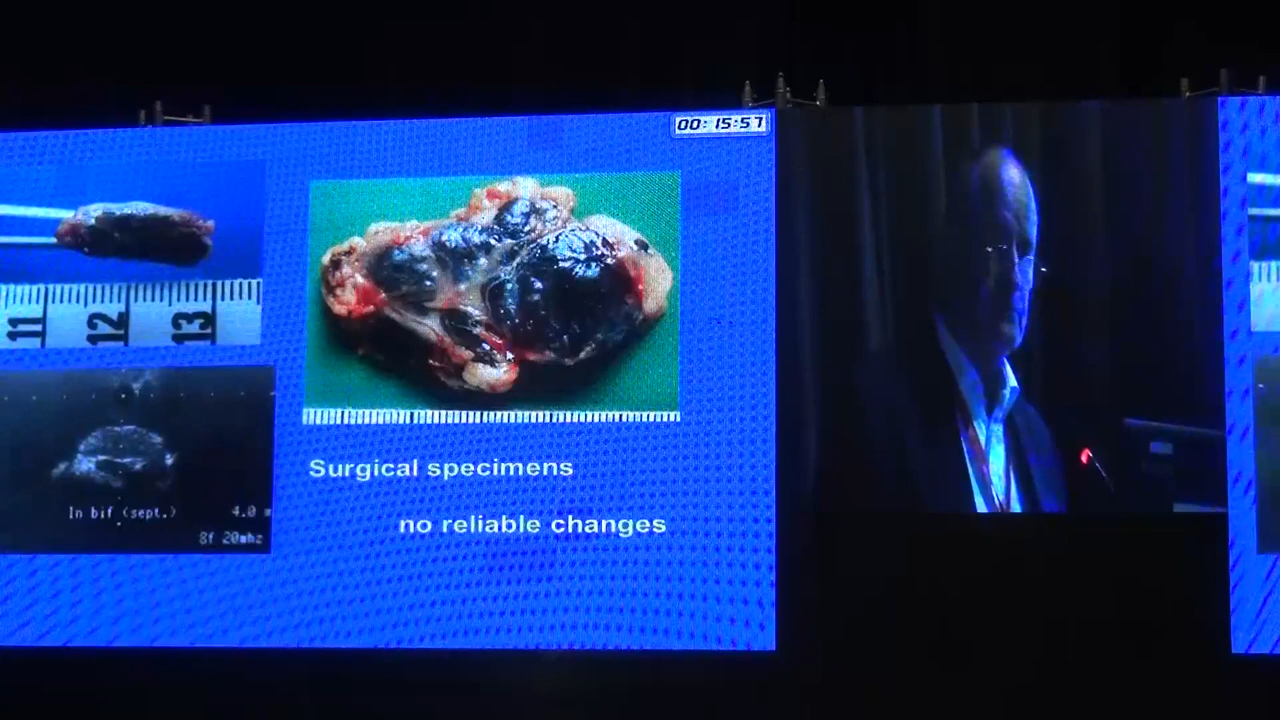 00:15:57
11 12 13
In bif (sept.)
4.0 m
8f 20mhz
Surgical specimens
no reliable changes